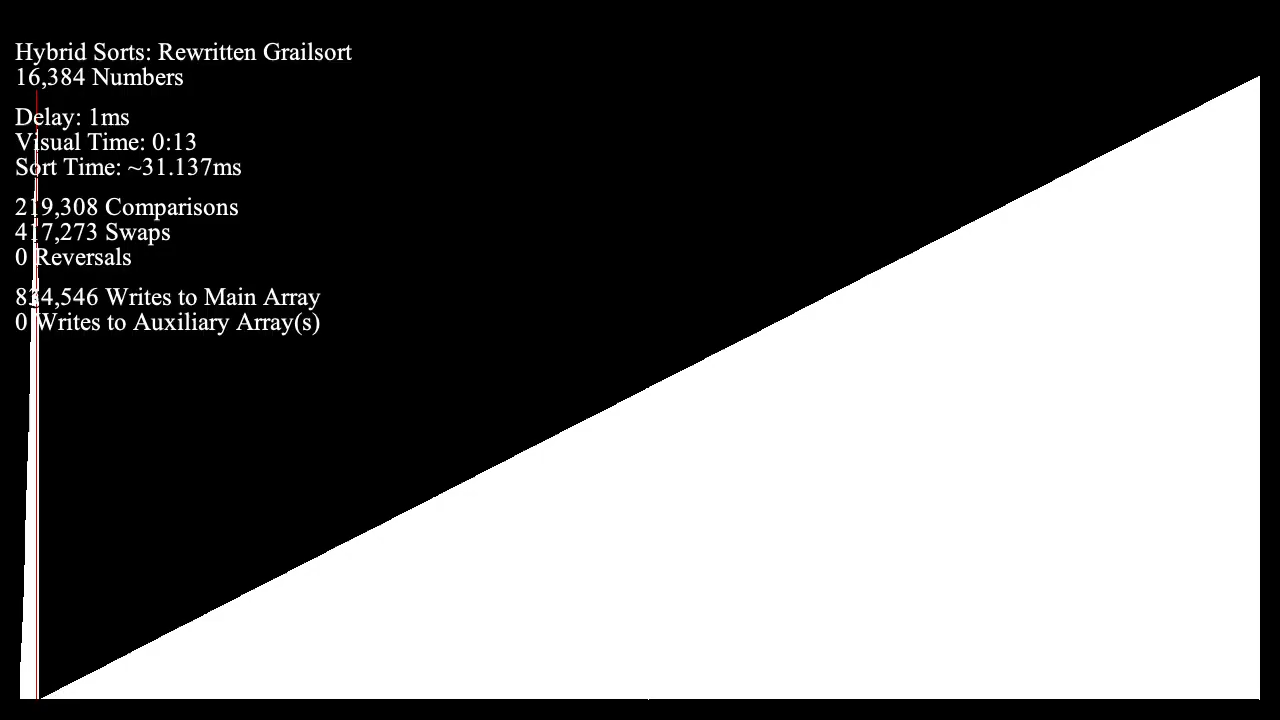 Hybrid Sorts: Rewritten Grailsort
16,384 Numbers
Delay: 1ms
Visual Time: 0:13
Sort Time: ~31.137ms
219,308 Comparisons
417,273 Swaps
0 Reversals
834,546 Writes to Main Array
0 Writes to Auxiliary Array(s)